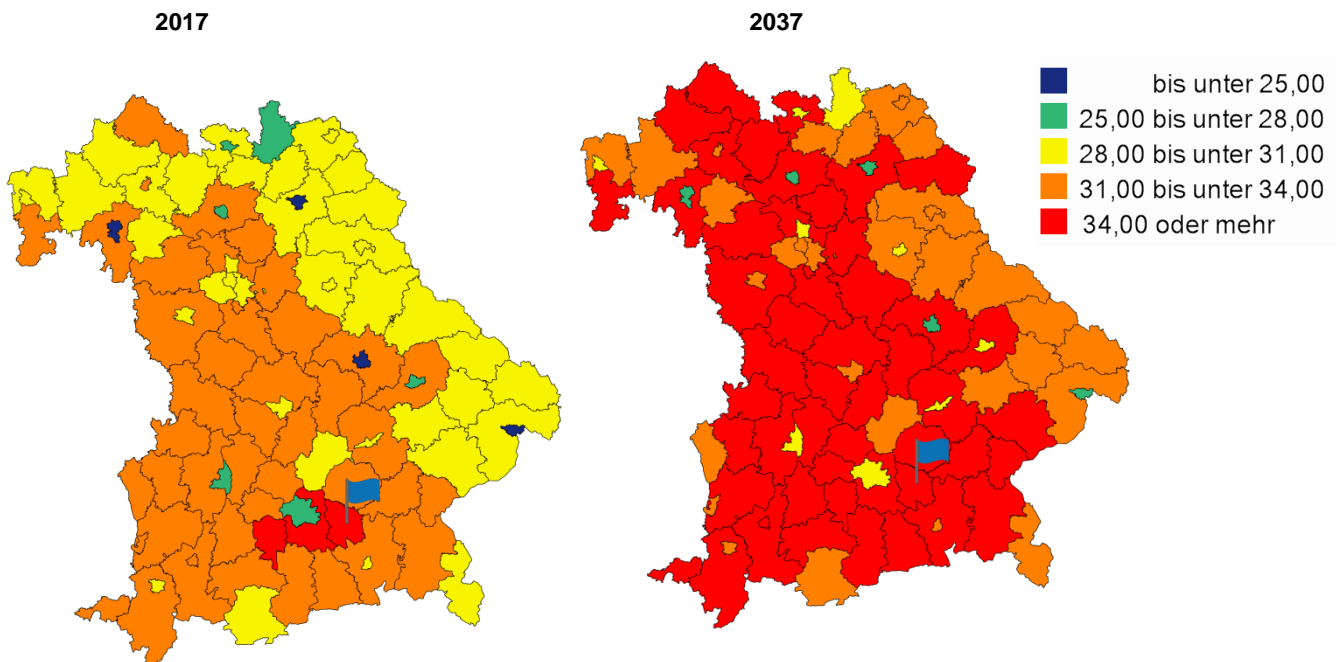 2017
2037
bis unter 25,00
25,00 bis unter 28,00
28,00 bis unter 31,00
31,00 bis unter 34,00
34,00 oder mehr